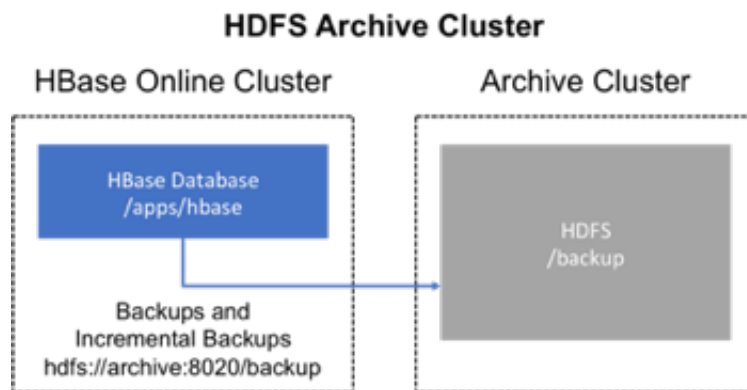 HDFS Archive Cluster
HBase Online Cluster
Archive Cluster
HBase Database
/apps/hbase
HDFS
/backup
Backups and
Incremental Backups
hdfs://archive:8020/backup